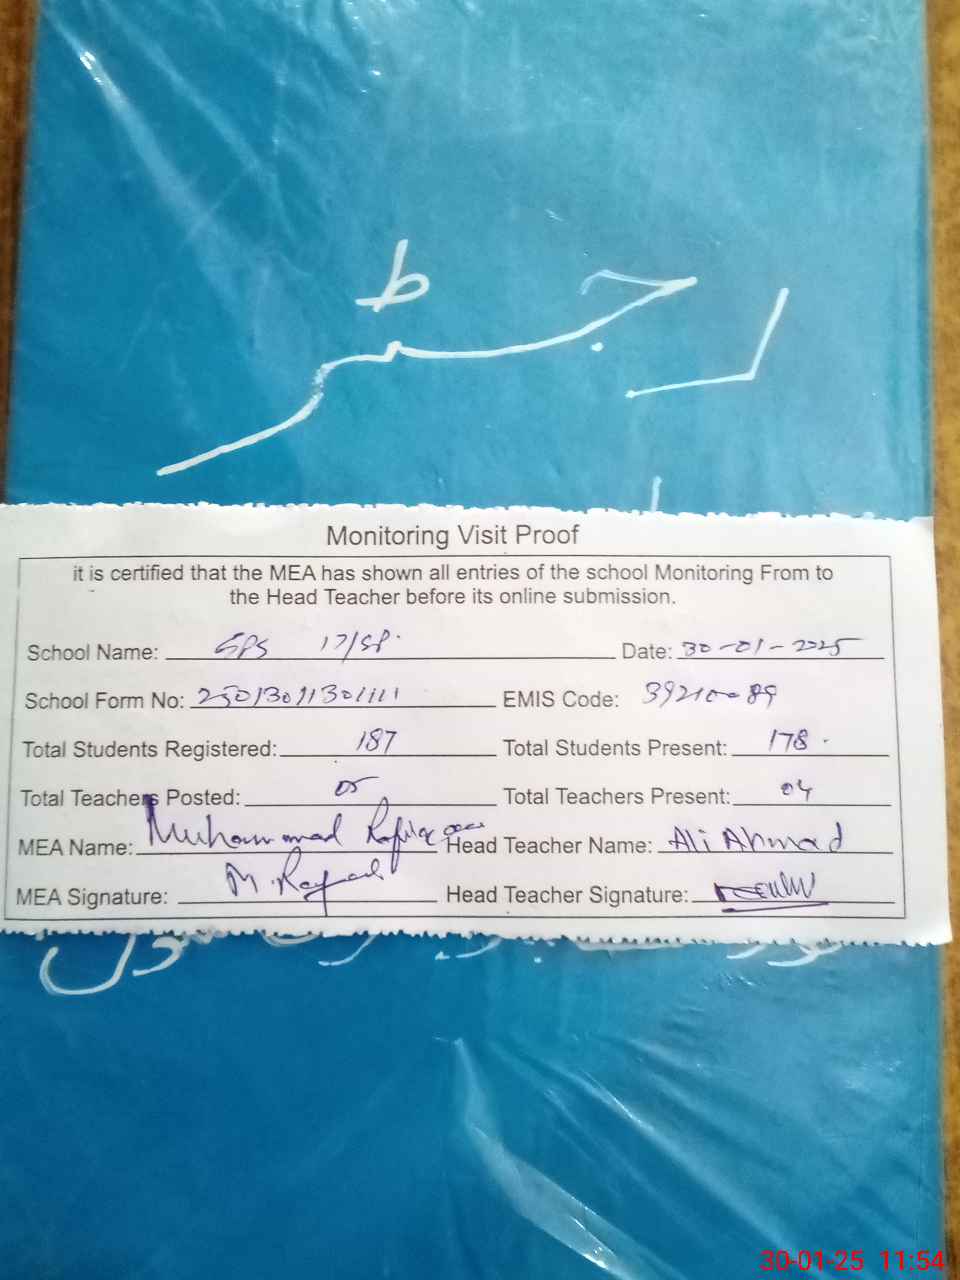 رجسٹر
Monitoring Visit Proof
it is certified that the MEA has shown all entries of the school Monitoring From to
the Head Teacher before its online submission.
School Name: GPS 17/SP. Date: 30-01-2025
School Form No: 25013011301111 EMIS Code: 39210089
Total Students Registered: 187 Total Students Present: 178.
Total Teachers Posted: 05 Total Teachers Present: 04
MEA Name: Muhammad Head Teacher Name: Ali Ahmad
MEA Signature: Head Teacher Signature:
30-01-25 11:54